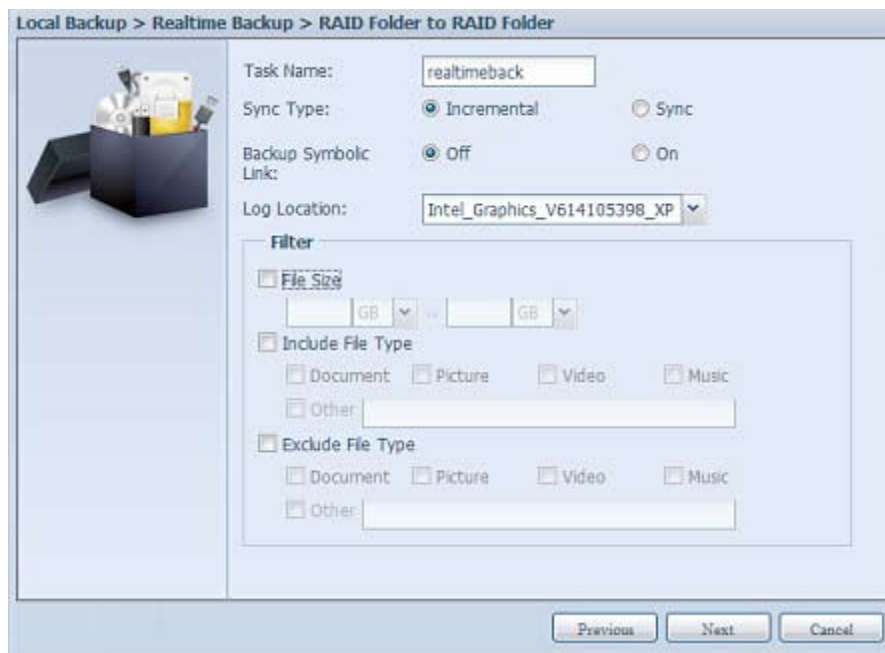 Local Backup > Realtime Backup > RAID Folder to RAID Folder
Task Name: realtimeback
Sync Type: Incremental Sync
Backup Symbolic Link: Off On
Log Location: Intel_Graphics_V614105398_XP
Filter
File Size
GB -- GB
Include File Type
Document Picture Video Music
Other
Exclude File Type
Document Picture Video Music
Other
Previous Next Cancel